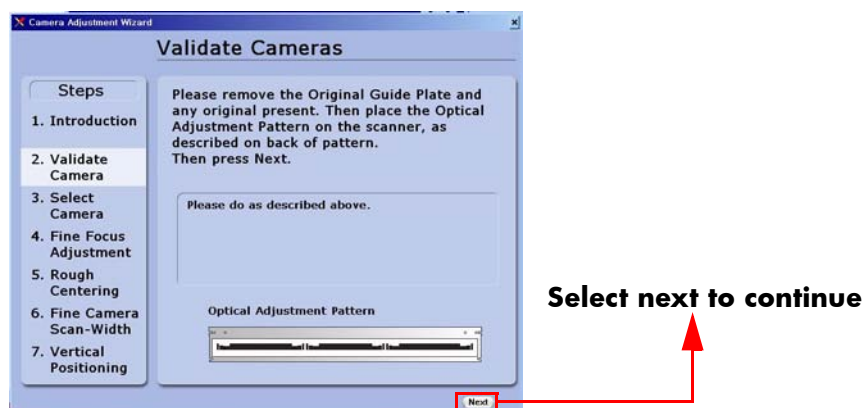 Camera Adjustment Wizard
Validate Cameras
Steps
1. Introduction
2. Validate
Camera
3. Select
Camera
4. Fine Focus
Adjustment
5. Rough
Centering
6. Fine Camera
Scan-Width
7. Vertical
Positioning
Please remove the Original Guide Plate and
any original present. Then place the Optical
Adjustment Pattern on the scanner, as
described on back of pattern.
Then press Next.
Please do as described above.
Optical Adjustment Pattern
Next
Select next to continue